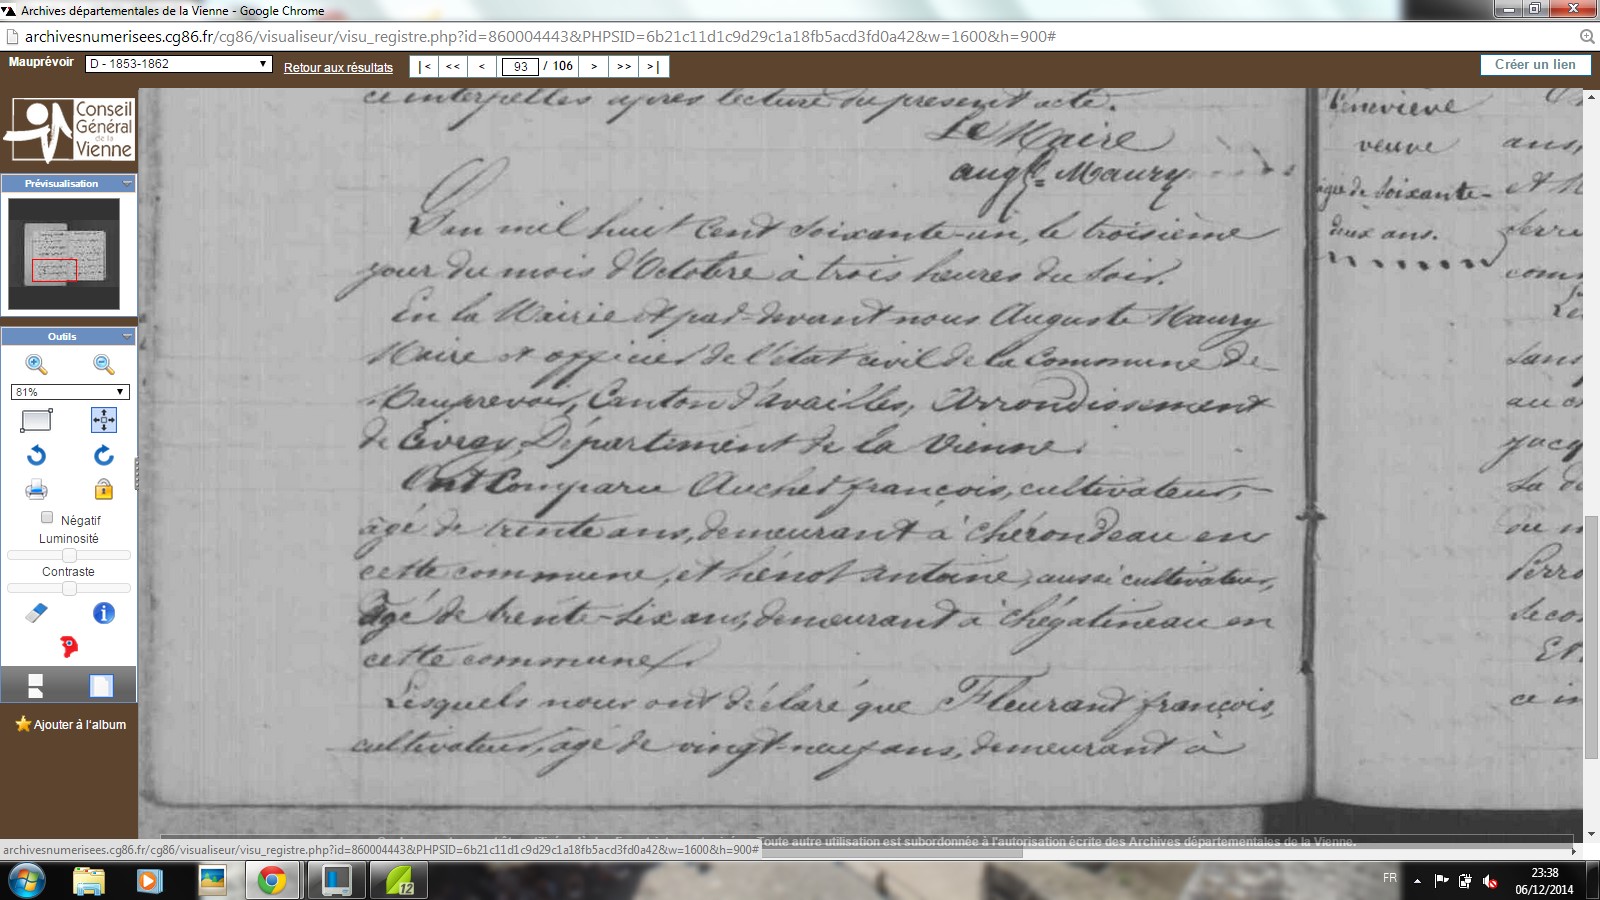 Archives départementales de la Vienne - Google Chrome
archivesnumerisees.cg86.fr/cg86/visualiseur/visu_registre.php?id=860004443&PHPSID=6b21c11d1c9d29c1a18fb5acd3fd0a42&w=1600&h=900#
Mauprévoir D - 1853-1862 Retour aux résultats |< << < 93 / 106 > >> >| Créer un lien
Conseil Général de la Vienne
Prévisualisation
Outils
81%
Négatif
Luminosité
Contraste
Ajouter à l'album
ce interpellés après lecture du présent acte.
Le Maire
augte Maury
L'an mil huit Cent soixante-un, le troisième
jour du mois d'Octobre à trois heures du soir.
En la Mairie et par-devant nous Auguste Maury
Maire et officier de l'état civil de la Commune de
Mauprevoir, Canton d'availles, Arrondissement
de Civray, Département de la Vienne.
Ont Comparu Auchet françois, cultivateur,
âgé de trente ans, demeurant à chérondeau en
cette commune, et hénot antoine, aussi cultivateur,
âgé de trente-six ans, demeurant à chégatineau en
cette commune.
Lesquels nous ont déclaré que Fleurant françois,
cultivateur, âgé de vingt-neuf ans, demeurant à
Geneviève
veuve
âgée de soixante-
deux ans.
ans,
comm
sans
au
jacq
sa
ou
Perro
ce in
Toute autre utilisation est subordonnée à l'autorisation écrite des Archives départementales de la Vienne.
archivesnumerisees.cg86.fr/cg86/visualiseur/visu_registre.php?id=860004443&PHPSID=6b21c11d1c9d29c1a18fb5acd3fd0a42&w=1600&h=900#
12
FR
23:38
06/12/2014